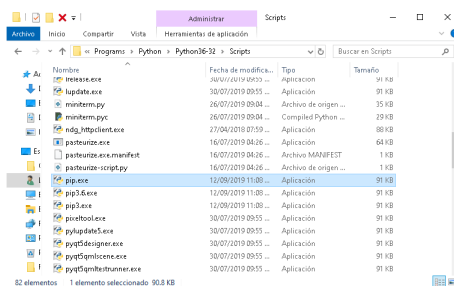 Administrar
Scripts
Archivo Inicio Compartir Vista Herramientas de aplicación
« Programs > Python > Python36-32 > Scripts
Buscar en Scripts
Nombre Fecha de modifica... Tipo Tamaño
lrelease.exe 30/07/2019 09:55 ... Aplicación 91 KB
lupdate.exe 30/07/2019 09:55 ... Aplicación 91 KB
miniterm.py 26/07/2019 09:04 ... Archivo de origen ... 35 KB
miniterm.pyc 26/07/2019 09:04 ... Compiled Python ... 29 KB
ndg_httpclient.exe 27/04/2018 07:59 ... Aplicación 88 KB
pasteurize.exe 16/07/2019 04:26 ... Aplicación 64 KB
pasteurize.exe.manifest 16/07/2019 04:26 ... Archivo MANIFEST 1 KB
pasteurize-script.py 16/07/2019 04:26 ... Archivo de origen ... 1 KB
pip.exe 12/09/2019 11:08 ... Aplicación 91 KB
pip3.6.exe 12/09/2019 11:08 ... Aplicación 91 KB
pip3.exe 12/09/2019 11:08 ... Aplicación 91 KB
pixeltool.exe 30/07/2019 09:55 ... Aplicación 91 KB
pylupdate5.exe 30/07/2019 09:55 ... Aplicación 91 KB
pyqt5designer.exe 30/07/2019 09:55 ... Aplicación 91 KB
pyqt5qmlscene.exe 30/07/2019 09:55 ... Aplicación 91 KB
pyqt5qmltestrunner.exe 30/07/2019 09:55 ... Aplicación 91 KB
82 elementos 1 elemento seleccionado 90.8 KB